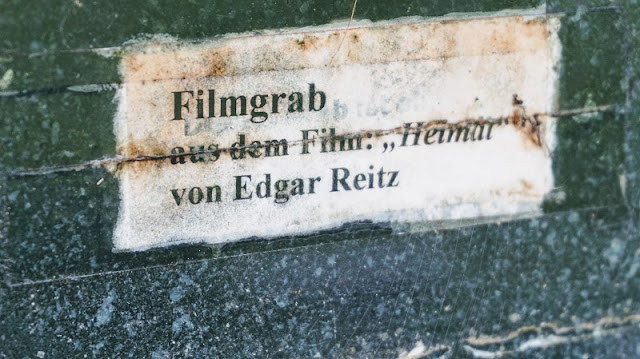 Filmgrab
aus dem Film: „Heimat"
von Edgar Reitz